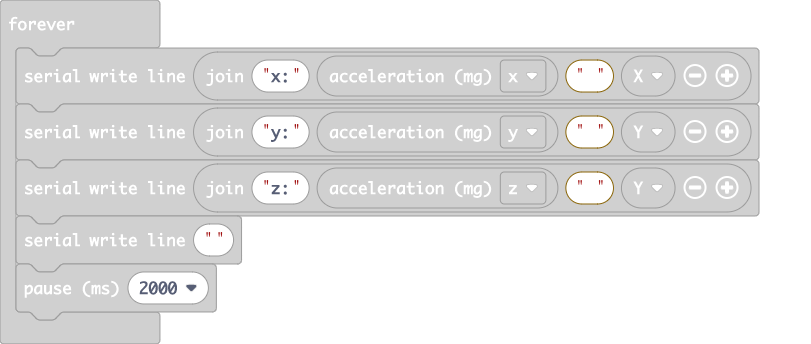 forever
serial write line join "x:" acceleration (mg) x " " X
serial write line join "y:" acceleration (mg) y " " Y
serial write line join "z:" acceleration (mg) z " " Y
serial write line " "
pause (ms) 2000